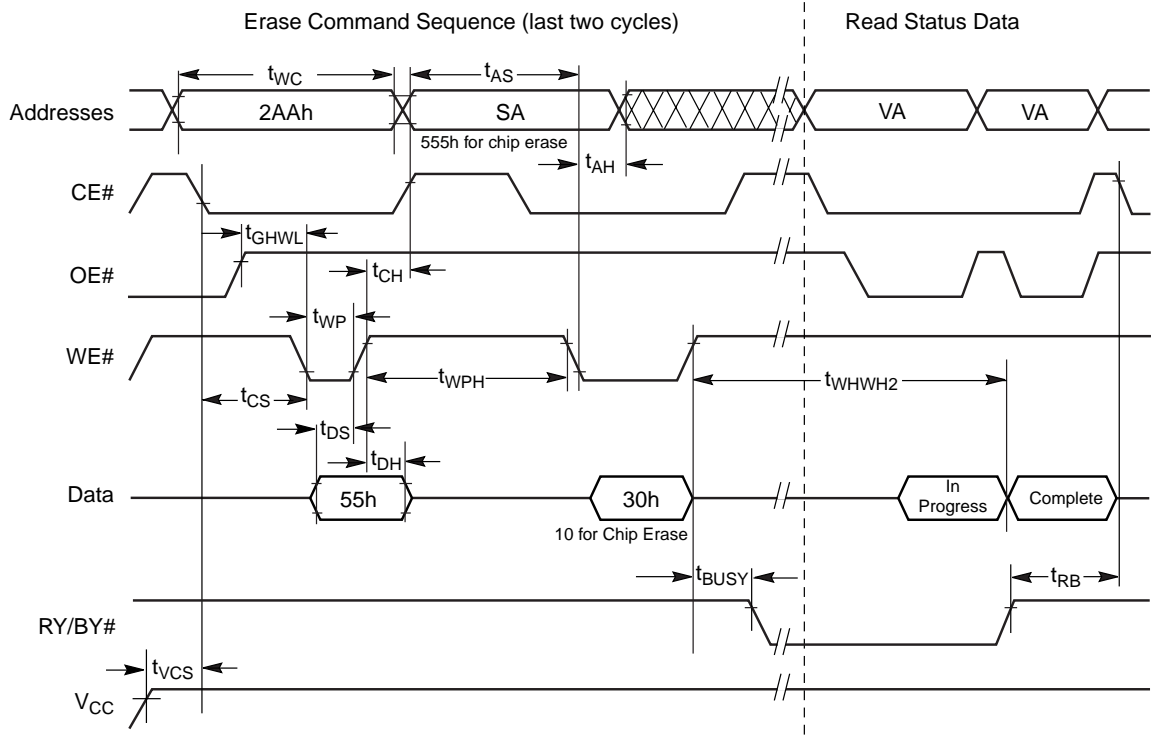 Erase Command Sequence (last two cycles)
Read Status Data
tWC
tAS
Addresses
2AAh
SA
VA
VA
555h for chip erase
tAH
CE#
tGHWL
tCH
OE#
tWP
WE#
tWPH
tWHWH2
tCS
tDS
tDH
Data
55h
30h
In
Progress
Complete
10 for Chip Erase
tBUSY
tRB
RY/BY#
tVCS
VCC